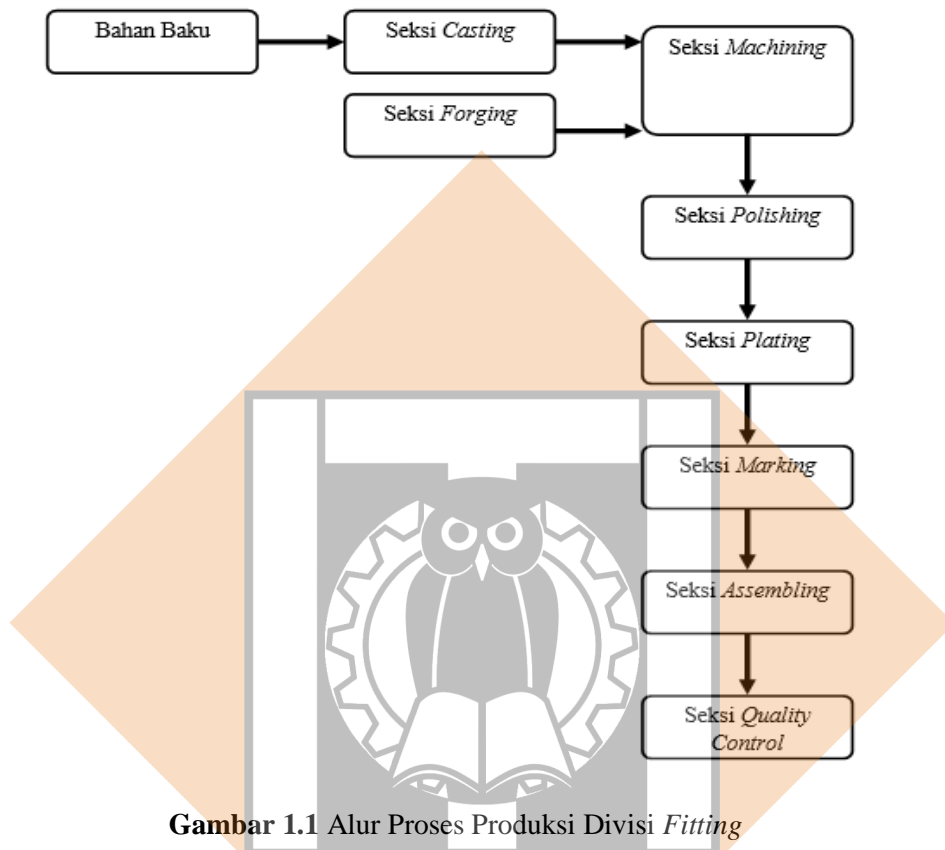 Bahan Baku
Seksi Casting
Seksi Machining
Seksi Forging
Seksi Polishing
Seksi Plating
Seksi Marking
Seksi Assembling
Seksi Quality
Control
Gambar 1.1 Alur Proses Produksi Divisi Fitting